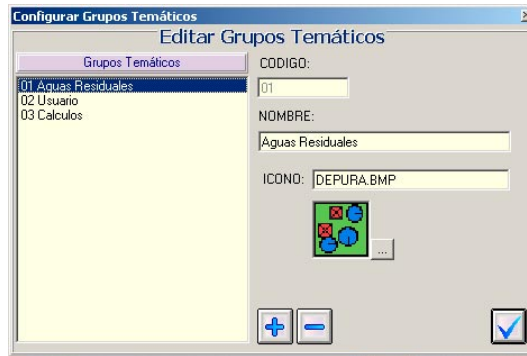 Configurar Grupos Temáticos
Editar Grupos Temáticos
Grupos Temáticos
01 Aguas Residuales
02 Usuario
03 Calculos
CODIGO:
01
NOMBRE:
Aguas Residuales
ICONO: DEPURA.BMP
...